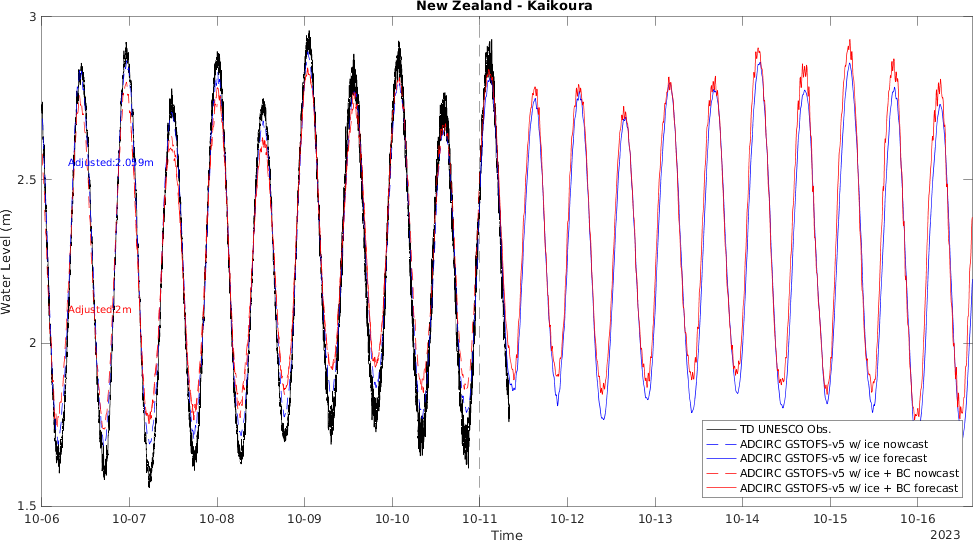 New Zealand - Kaikoura
3
2.5
2
1.5
Water Level (m)
Adjusted:2.059m
Adjusted:2m
TD UNESCO Obs.
ADCIRC GSTOFS-v5 w/ ice nowcast
ADCIRC GSTOFS-v5 w/ ice forecast
ADCIRC GSTOFS-v5 w/ ice + BC nowcast
ADCIRC GSTOFS-v5 w/ ice + BC forecast
10-06 10-07 10-08 10-09 10-10 10-11 10-12 10-13 10-14 10-15 10-16
Time
2023